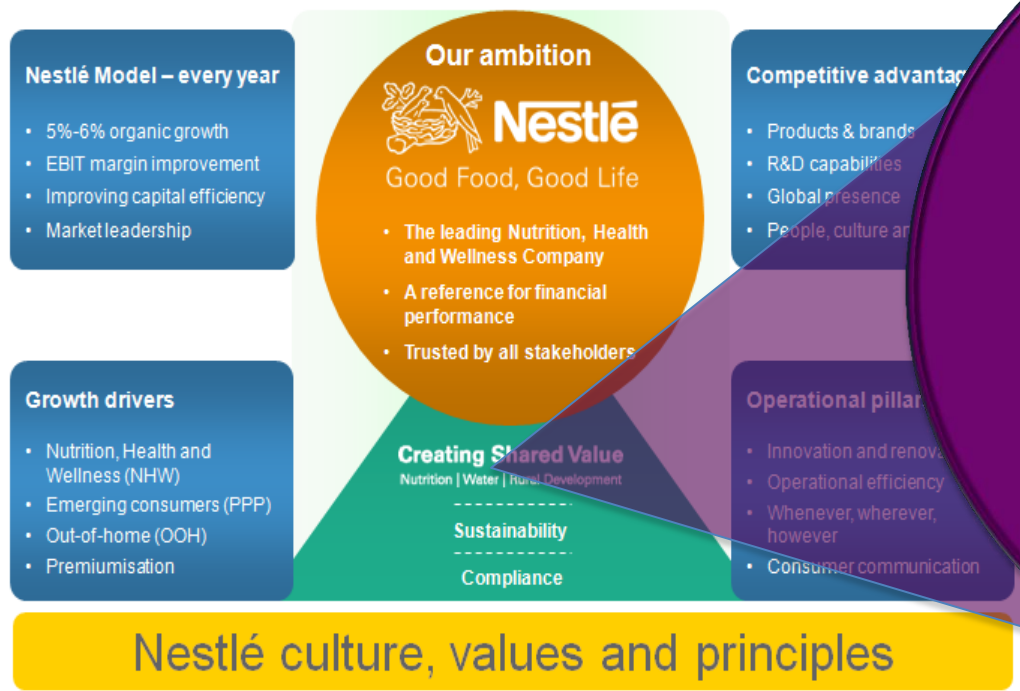 Our ambition
Nestlé
Good Food, Good Life
• The leading Nutrition, Health
and Wellness Company
• A reference for financial
performance
• Trusted by all stakeholders
Nestlé Model – every year
• 5%-6% organic growth
• EBIT margin improvement
• Improving capital efficiency
• Market leadership
Competitive
• Products & brands
• R&D capabilities
• Global presence
• People, culture
Growth drivers
• Nutrition, Health and
Wellness (NHW)
• Emerging consumers (PPP)
• Out-of-home (OOH)
• Premiumisation
Creating Shared Value
Nutrition | Water | Rural Development
Sustainability
Compliance
Operational
• Innovation and
• Operational efficiency
• Whenever, wherever,
however
• Consumer communication
Nestlé culture, values and principles